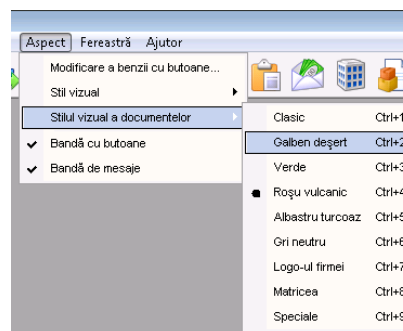 Aspect Fereastră Ajutor
Modificare a benzii cu butoane...
Stil vizual
Stilul vizual a documentelor
Bandă cu butoane
Bandă de mesaje
Clasic Ctrl+1
Galben deșert Ctrl+2
Verde Ctrl+3
Roșu vulcanic Ctrl+4
Albastru turcoaz Ctrl+5
Gri neutru Ctrl+6
Logo-ul firmei Ctrl+7
Matricea Ctrl+8
Speciale Ctrl+9